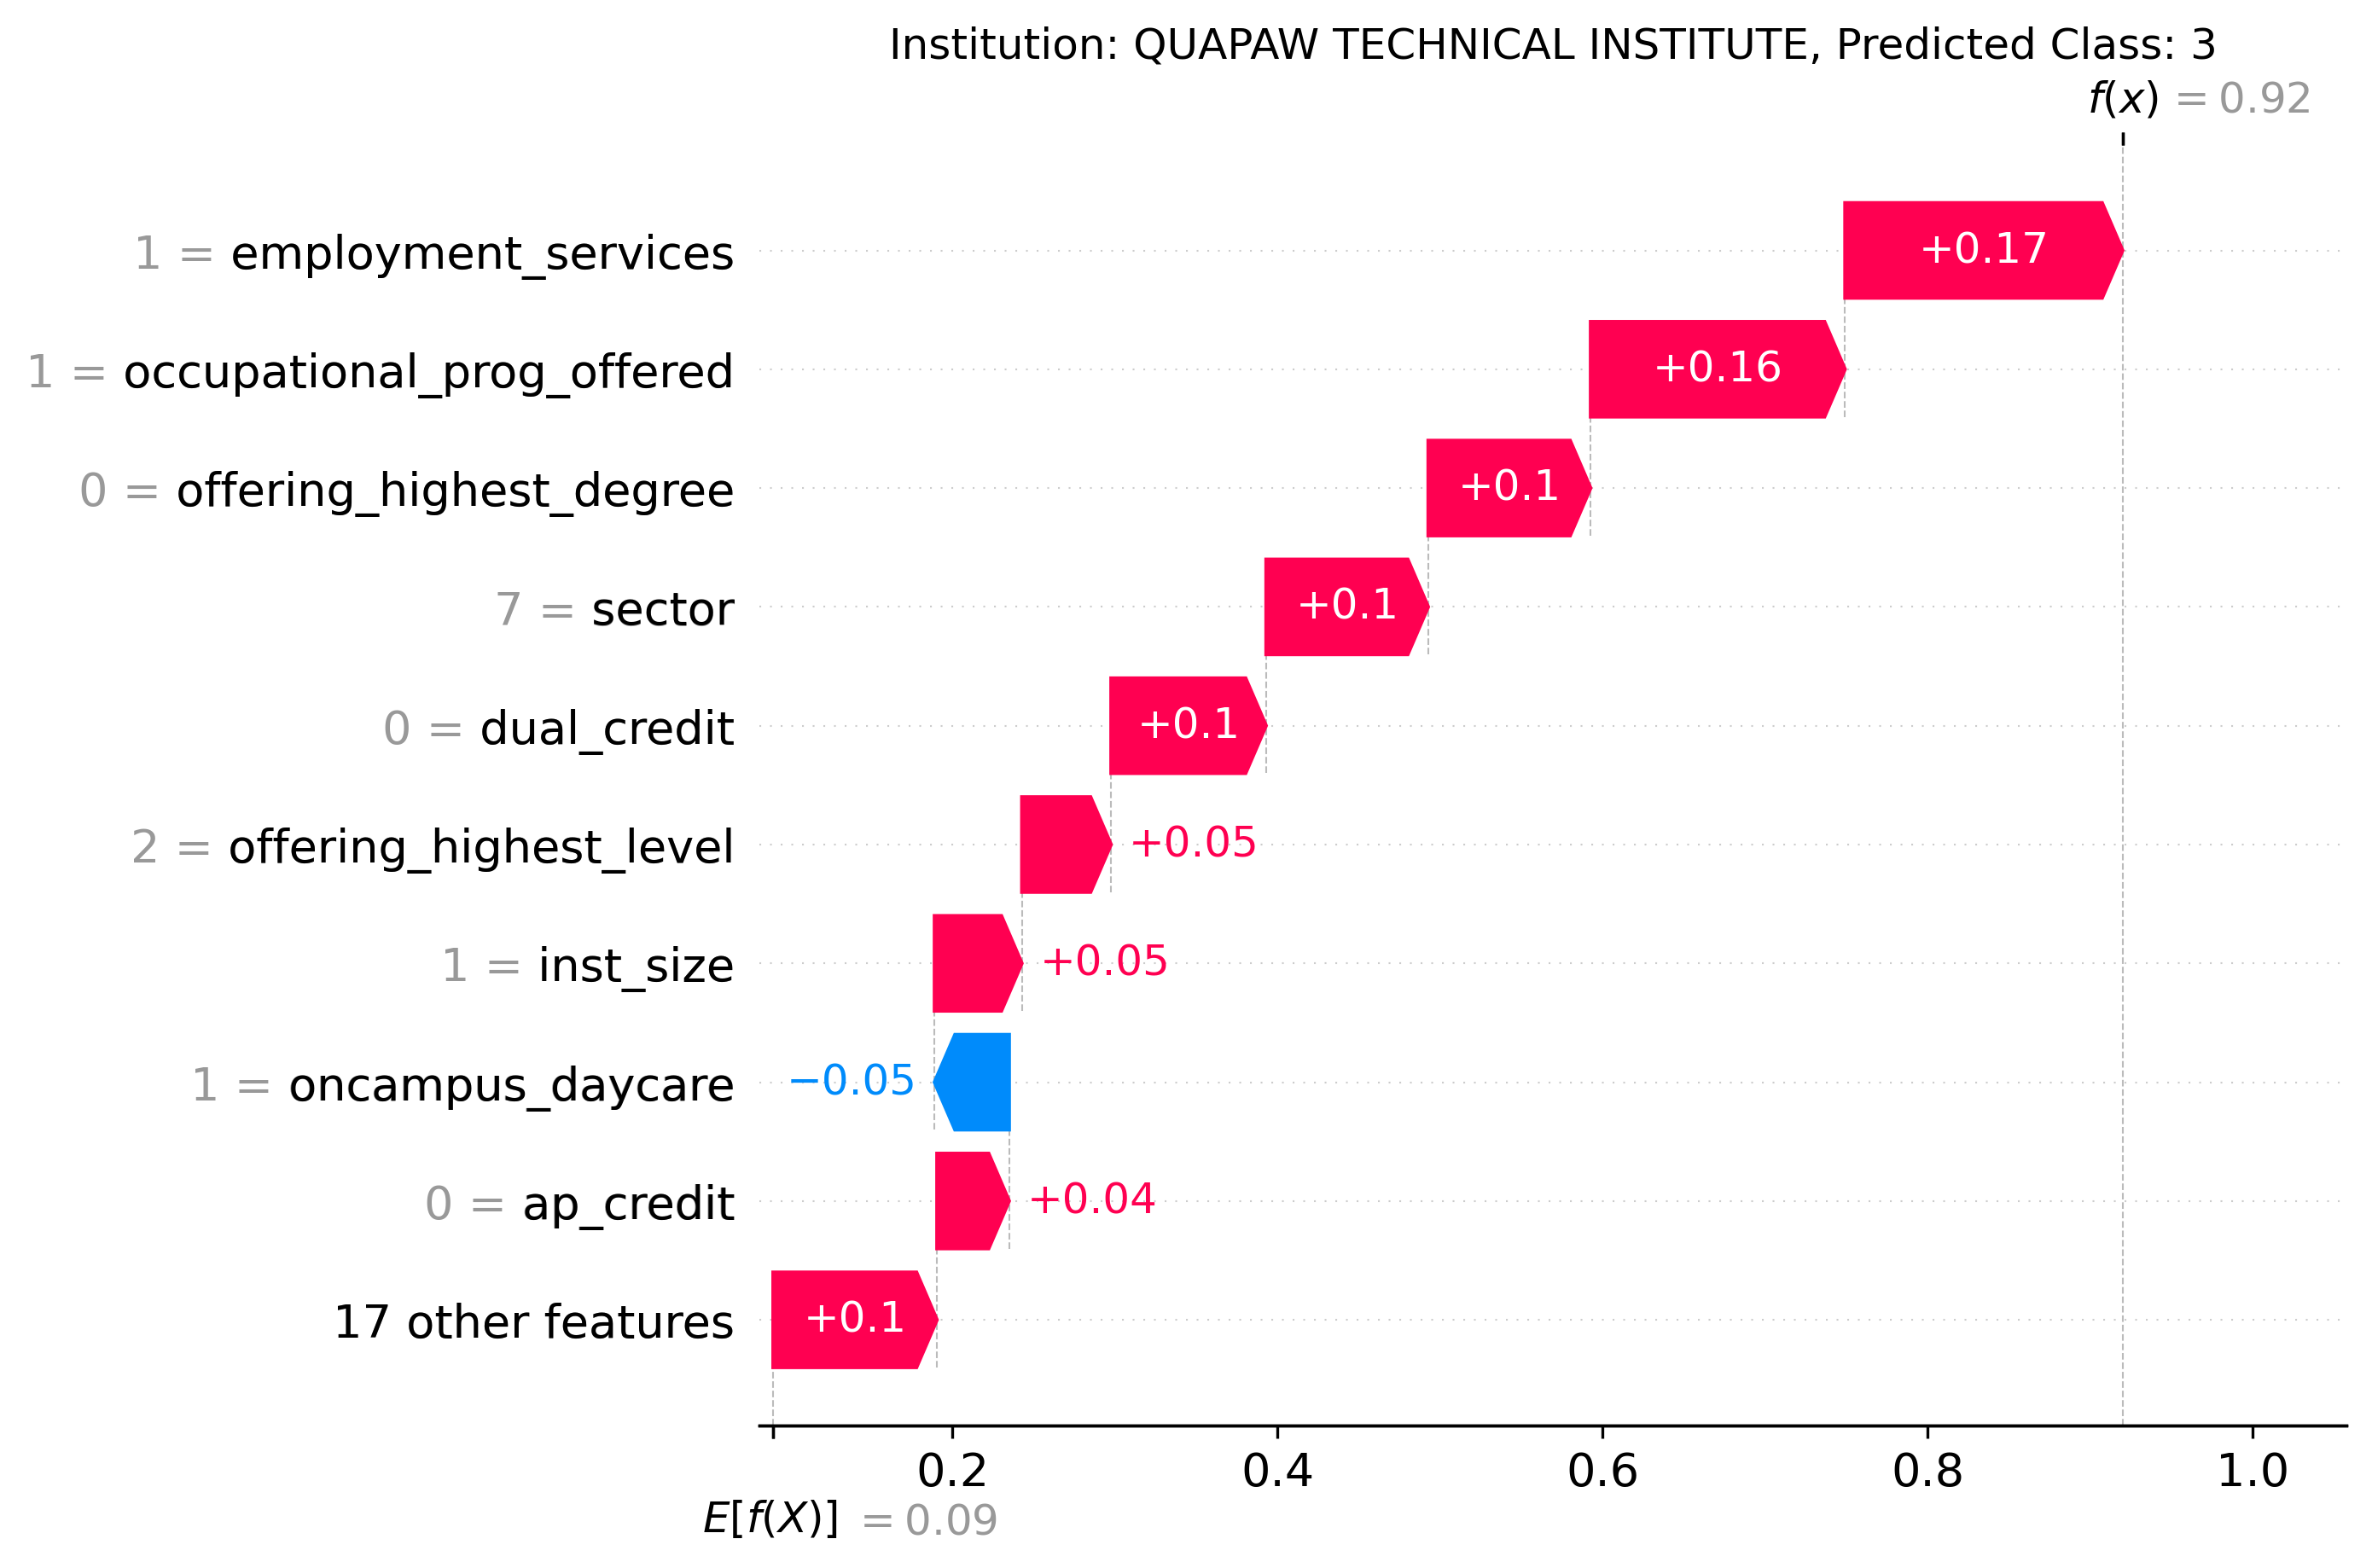 Institution: QUAPAW TECHNICAL INSTITUTE, Predicted Class: 3
f(x) = 0.92
1 = employment_services +0.17
1 = occupational_prog_offered +0.16
0 = offering_highest_degree +0.1
7 = sector +0.1
0 = dual_credit +0.1
2 = offering_highest_level +0.05
1 = inst_size +0.05
1 = oncampus_daycare −0.05
0 = ap_credit +0.04
17 other features +0.1
0.2 0.4 0.6 0.8 1.0
E[f(X)] = 0.09